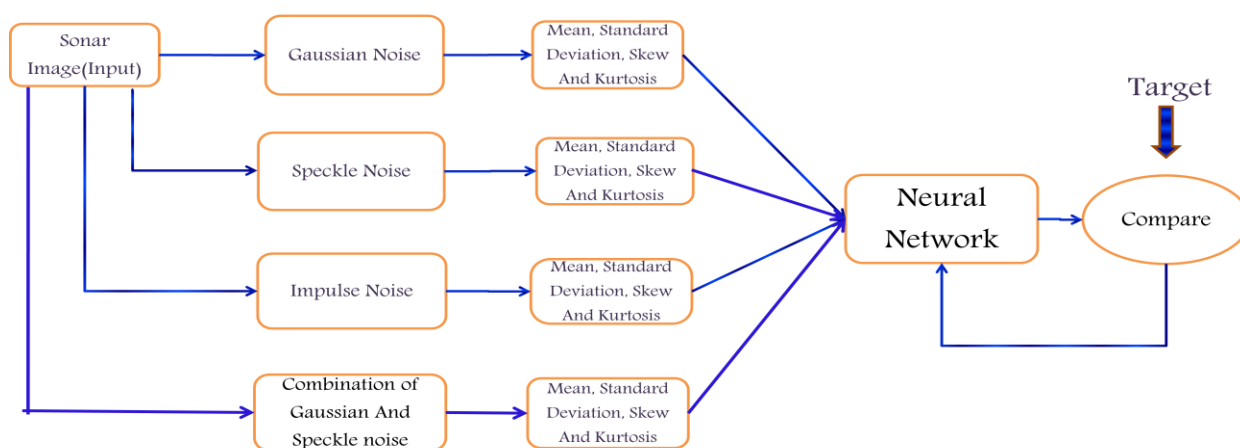 Sonar
Image(Input)
Gaussian Noise
Mean, Standard
Deviation, Skew
And Kurtosis
Target
Speckle Noise
Mean, Standard
Deviation, Skew
And Kurtosis
Neural
Network
Compare
Impulse Noise
Mean, Standard
Deviation, Skew
And Kurtosis
Combination of
Gaussian And
Speckle noise
Mean, Standard
Deviation, Skew
And Kurtosis